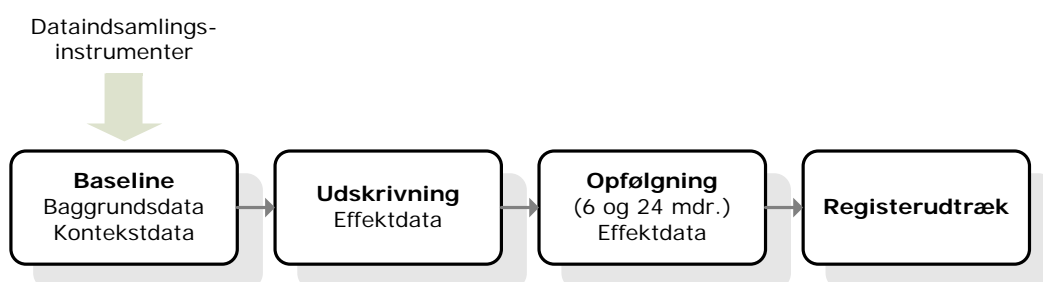 Dataindsamlings-
instrumenter
Baseline
Baggrundsdata
Kontekstdata
Udskrivning
Effektdata
Opfølgning
(6 og 24 mdr.)
Effektdata
Registerudtræk